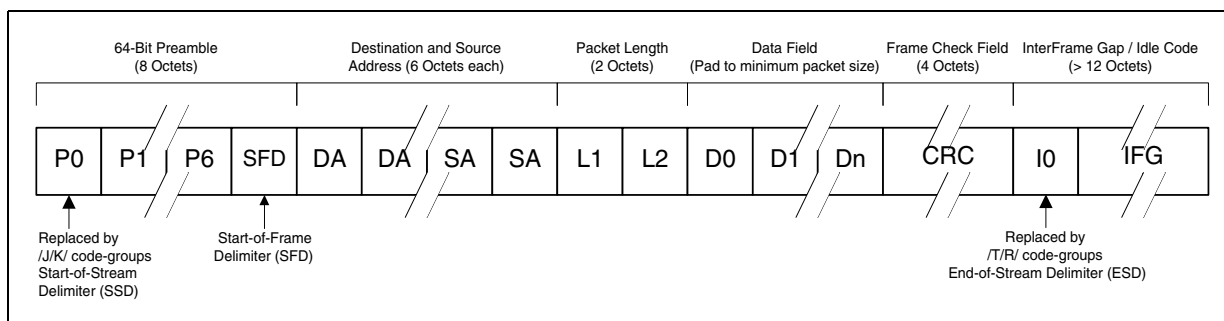 64-Bit Preamble
(8 Octets)
Destination and Source
Address (6 Octets each)
Packet Length
(2 Octets)
Data Field
(Pad to minimum packet size)
Frame Check Field
(4 Octets)
InterFrame Gap / Idle Code
(> 12 Octets)
P0 P1 P6 SFD DA DA SA SA L1 L2 D0 D1 Dn CRC I0 IFG
Replaced by
/J/K/ code-groups
Start-of-Stream
Delimiter (SSD)
Start-of-Frame
Delimiter (SFD)
Replaced by
/T/R/ code-groups
End-of-Stream Delimiter (ESD)